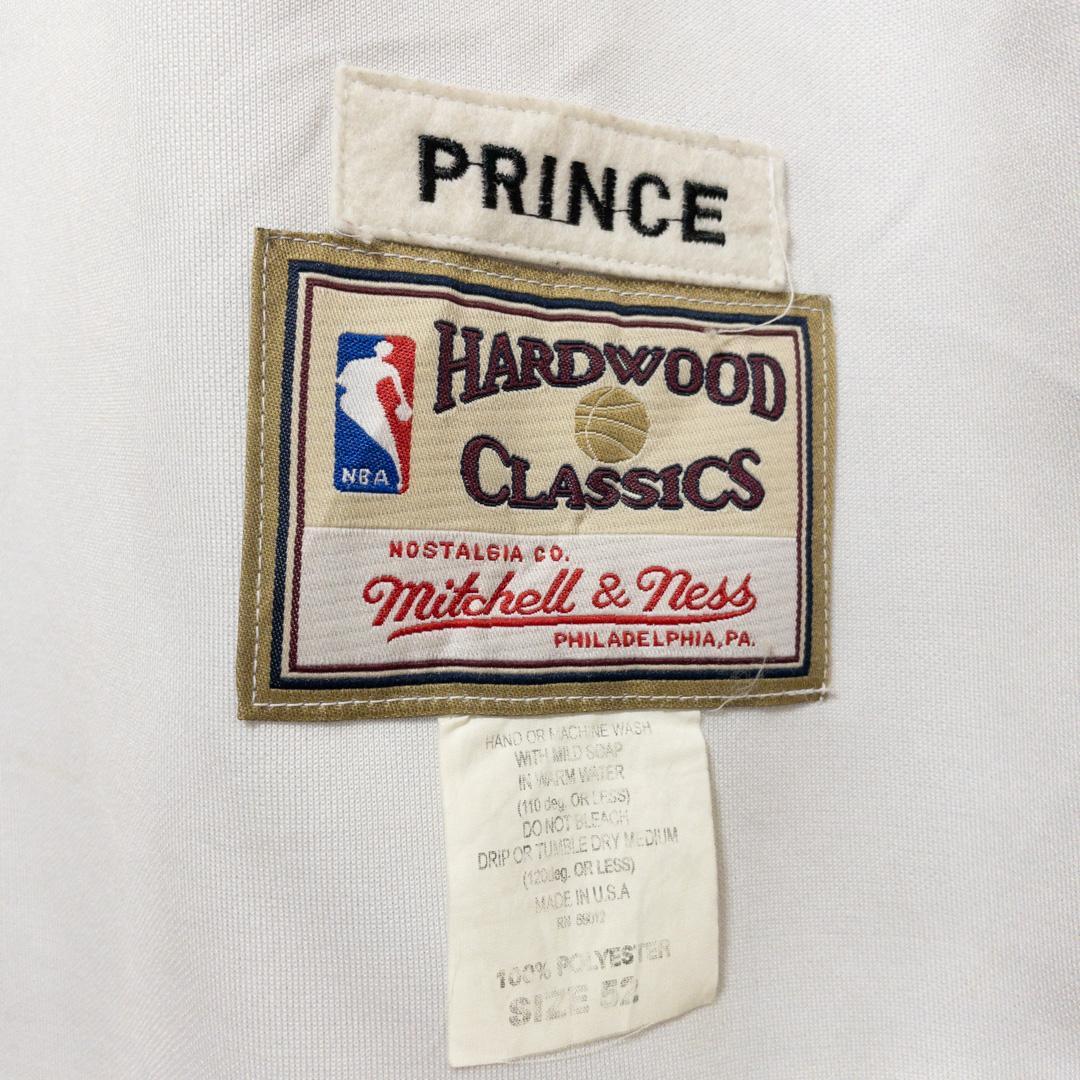 PRINCE
HARDWOOD
CLASSICS
NBA
NOSTALGIA CO.
Mitchell & Ness
PHILADELPHIA, PA.
HAND OR MACHINE WASH
WITH MILD SOAP
IN WARM WATER
(110 deg. OR LESS)
DO NOT BLEACH
DRIP OR TUMBLE DRY MEDIUM
(120deg. OR LESS)
MADE IN U.S.A
RN
100% POLYESTER
SIZE 52